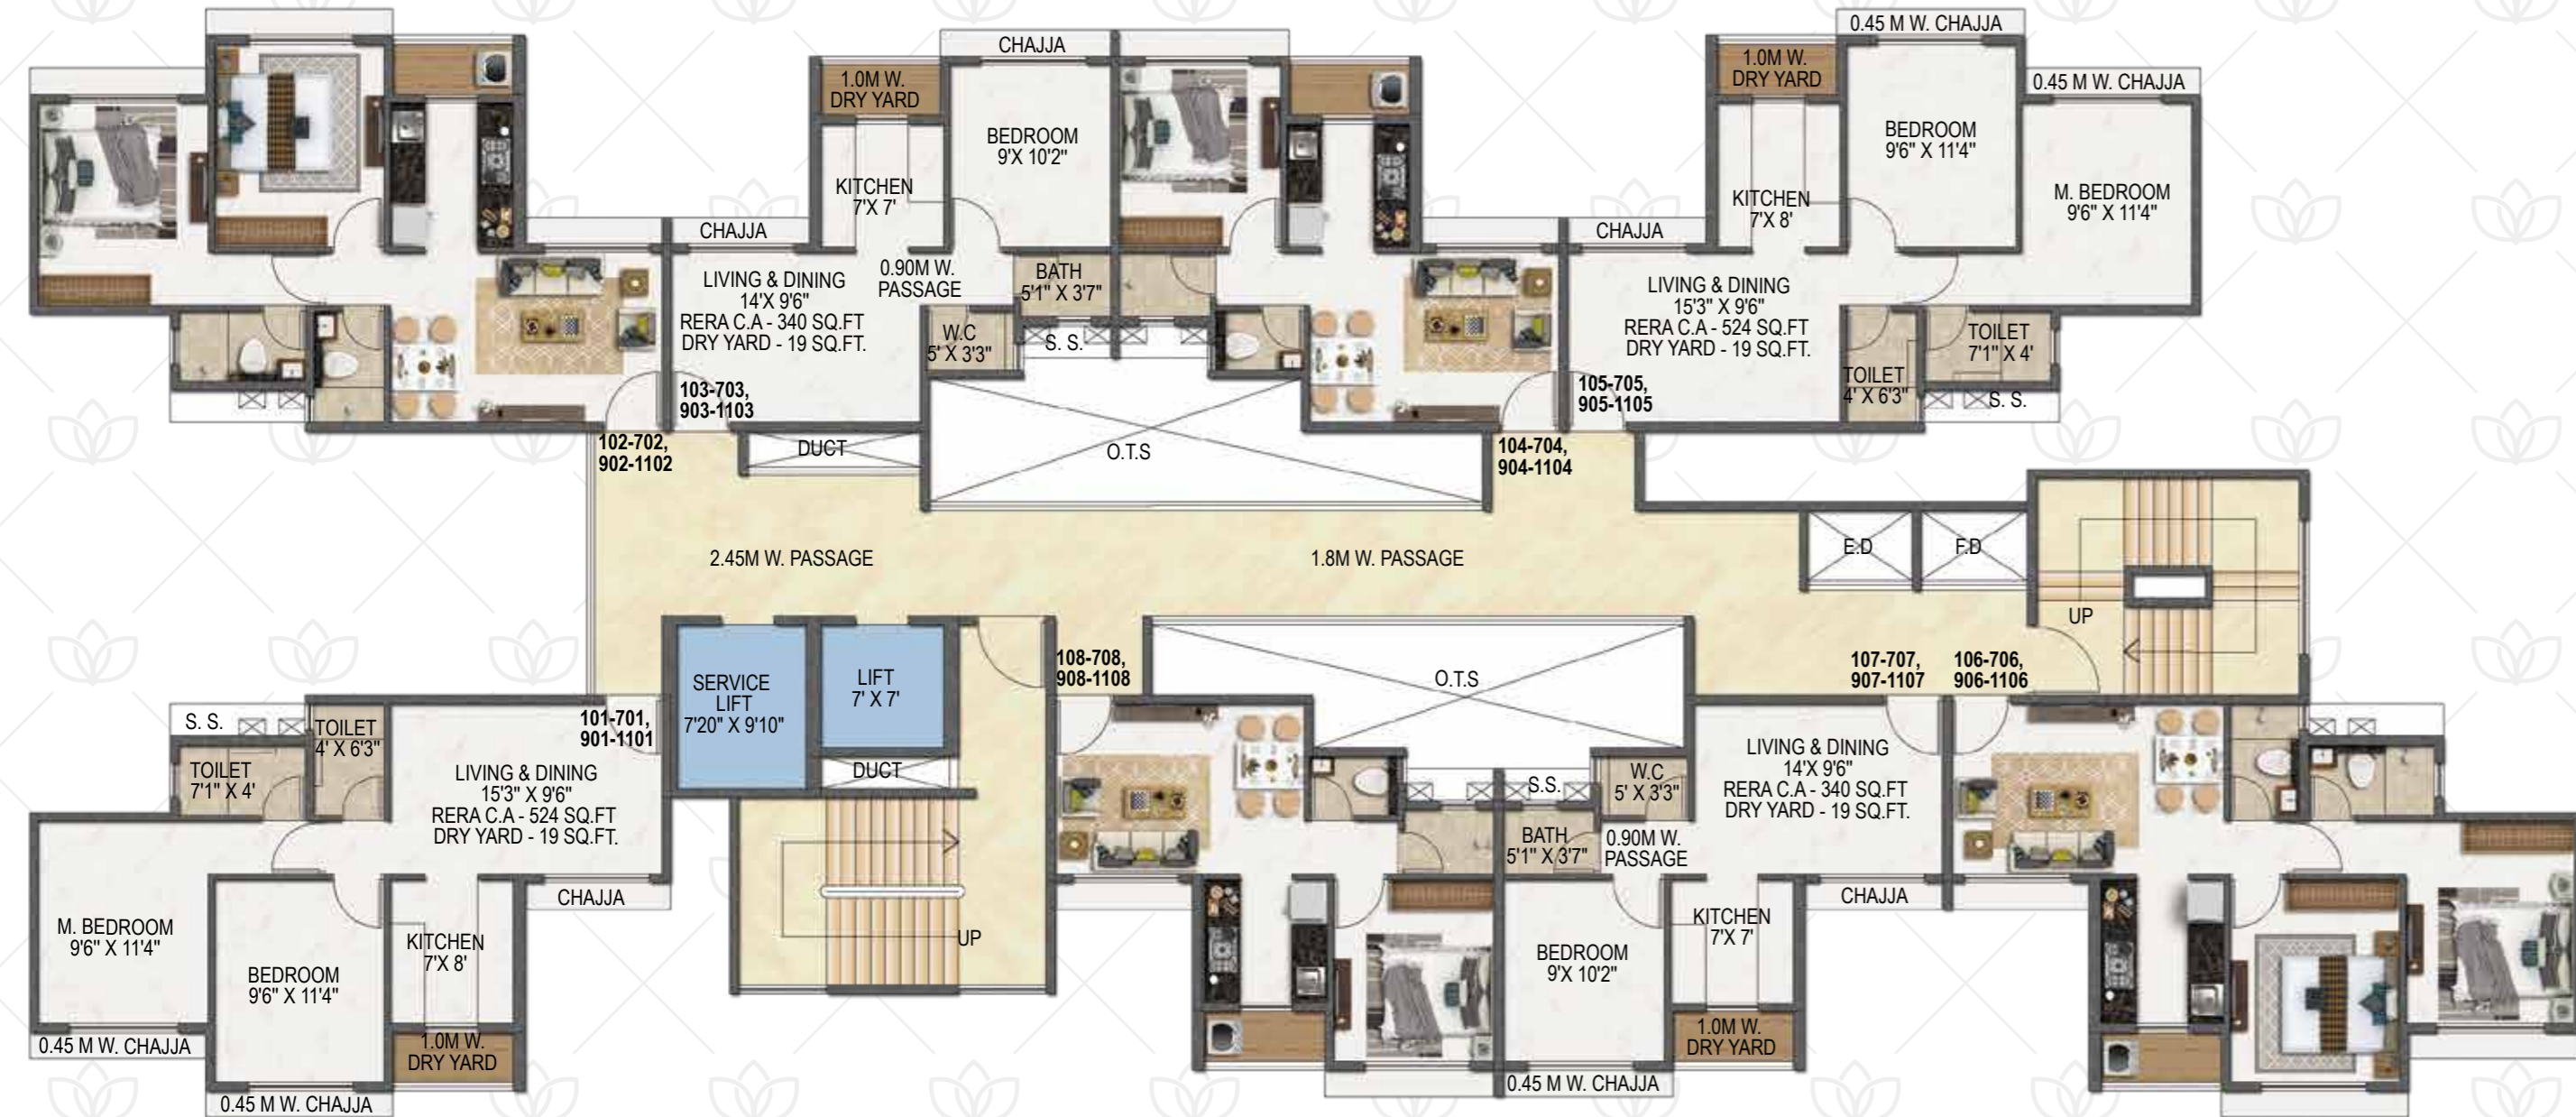 CHAJJA
1.0M W.
DRY YARD
BEDROOM
9'X 10'2"
KITCHEN
7'X 7'
CHAJJA
LIVING & DINING
14'X 9'6"
RERA C.A - 340 SQ.FT
DRY YARD - 19 SQ.FT.
0.90M W.
PASSAGE
BATH
5'1" X 3'7"
W.C
5' X 3'3"
S. S.
103-703,
903-1103
102-702,
902-1102
DUCT
O.T.S
0.45 M W. CHAJJA
1.0M W.
DRY YARD
0.45 M W. CHAJJA
BEDROOM
9'6" X 11'4"
M. BEDROOM
9'6" X 11'4"
KITCHEN
7'X 8'
CHAJJA
LIVING & DINING
15'3" X 9'6"
RERA C.A - 524 SQ.FT
DRY YARD - 19 SQ.FT.
TOILET
7'1" X 4'
TOILET
4' X 6'3"
S. S.
105-705,
905-1105
104-704,
904-1104
2.45M W. PASSAGE
1.8M W. PASSAGE
E.D
F.D
UP
SERVICE
LIFT
7'20" X 9'10"
LIFT
7' X 7'
DUCT
UP
108-708,
908-1108
O.T.S
107-707,
907-1107
106-706,
906-1106
101-701,
901-1101
S. S.
TOILET
4' X 6'3"
TOILET
7'1" X 4'
LIVING & DINING
15'3" X 9'6"
RERA C.A - 524 SQ.FT
DRY YARD - 19 SQ.FT.
CHAJJA
M. BEDROOM
9'6" X 11'4"
BEDROOM
9'6" X 11'4"
KITCHEN
7'X 8'
0.45 M W. CHAJJA
1.0M W.
DRY YARD
0.45 M W. CHAJJA
S.S.
W.C
5' X 3'3"
LIVING & DINING
14'X 9'6"
RERA C.A - 340 SQ.FT
DRY YARD - 19 SQ.FT.
BATH
5'1" X 3'7"
0.90M W.
PASSAGE
CHAJJA
BEDROOM
9'X 10'2"
KITCHEN
7'X 7'
1.0M W.
DRY YARD
0.45 M W. CHAJJA